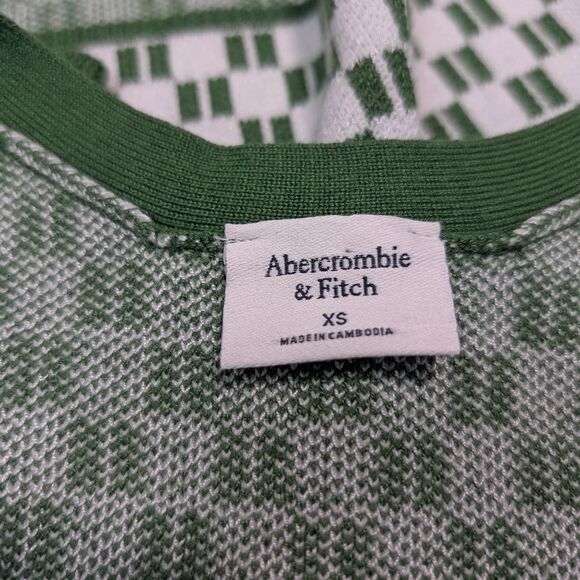 Abercrombie
& Fitch
XS
MADE IN CAMBODIA